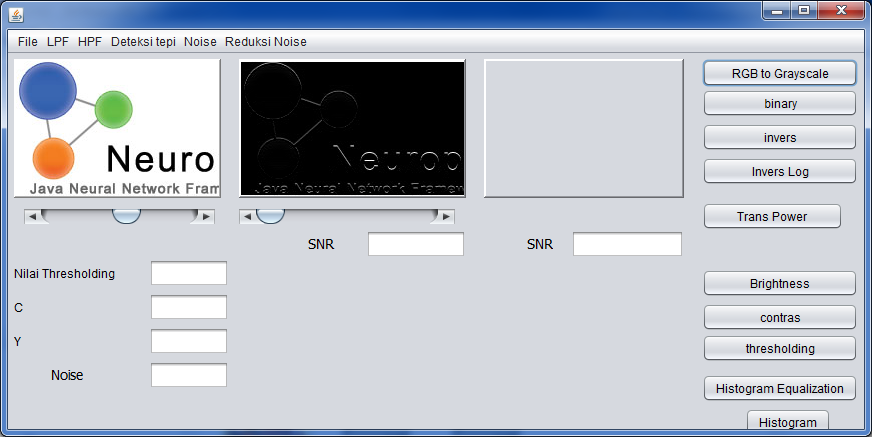 File LPF HPF Deteksi tepi Noise Reduksi Noise
Neuro
Java Neural Network Fram
Neurop
Java Neural Network Framew
RGB to Grayscale
binary
invers
Invers Log
Trans Power
SNR
SNR
Nilai Thresholding
C
Y
Noise
Brightness
contras
thresholding
Histogram Equalization
Histogram